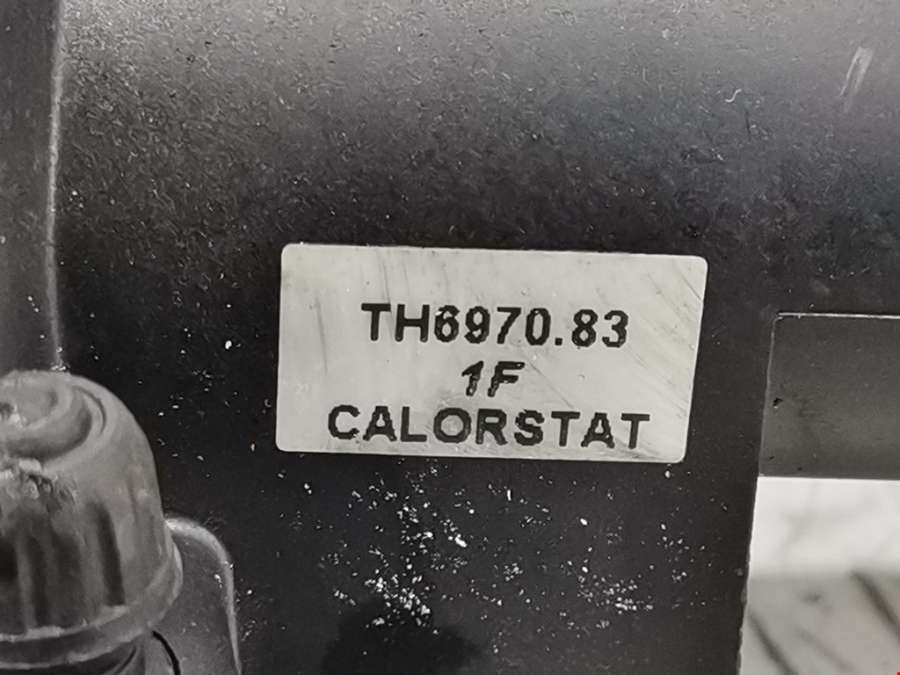 TH6970.83
1F
CALORSTAT